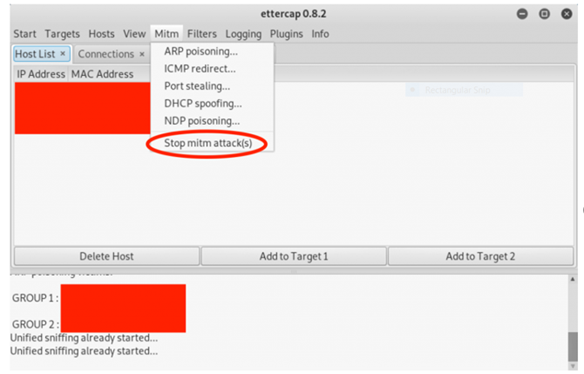 ettercap 0.8.2
Start Targets Hosts View Mitm Filters Logging Plugins Info
Host List × Connections ×
ARP poisoning...
ICMP redirect...
Port stealing...
DHCP spoofing...
NDP poisoning...
Stop mitm attack(s)
IP Address MAC Address
Rectangular Snip
Delete Host Add to Target 1 Add to Target 2
GROUP 1 :
GROUP 2 :
Unified sniffing already started...
Unified sniffing already started...